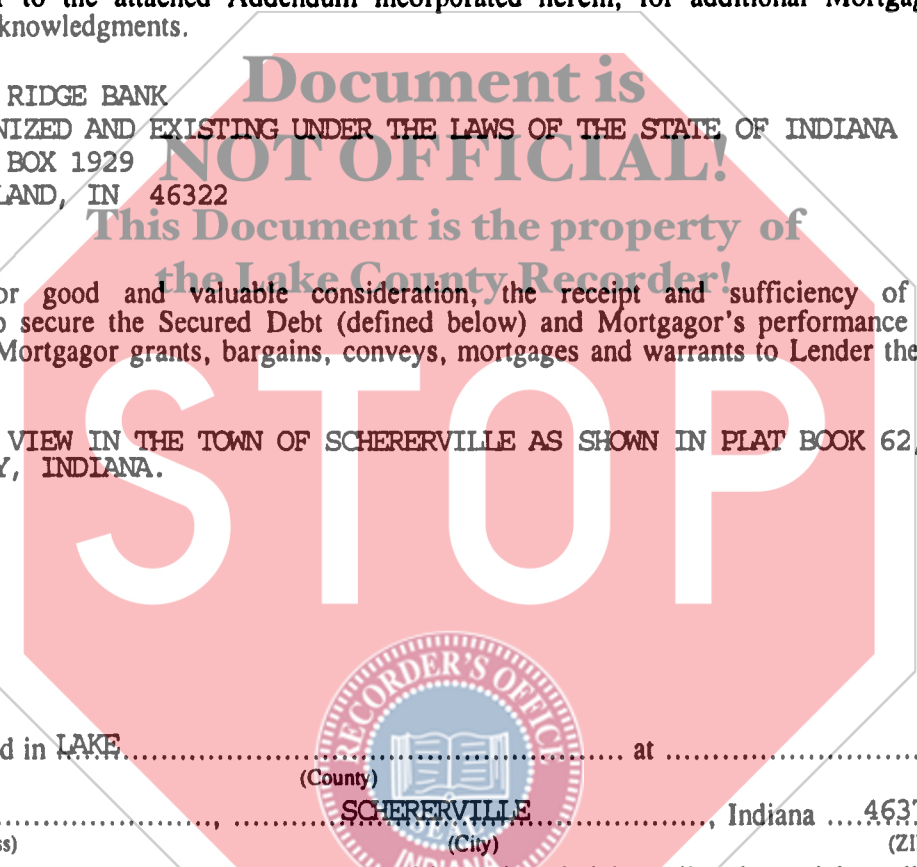 to the attached Addendum incorporated herein, for additional Mortgag
knowledgments.
Document is
RIDGE BANK
NIZED AND EXISTING UNDER THE LAWS OF THE STATE OF INDIANA
NOT OFFICIAL!
BOX 1929
LAND, IN 46322
This Document is the property of
the Lake County Recorder!
or good and valuable consideration, the receipt and sufficiency of
o secure the Secured Debt (defined below) and Mortgagor's performance
Mortgagor grants, bargains, conveys, mortgages and warrants to Lender the
STOP
VIEW IN THE TOWN OF SCHERERVILLE AS SHOWN IN PLAT BOOK 62,
Y, INDIANA.
RECORDER'S OFFICE
d in LAKE at
(County)
SCHERERVILLE, Indiana 4637
ss) (City) (ZI
SEAL
INDIANA